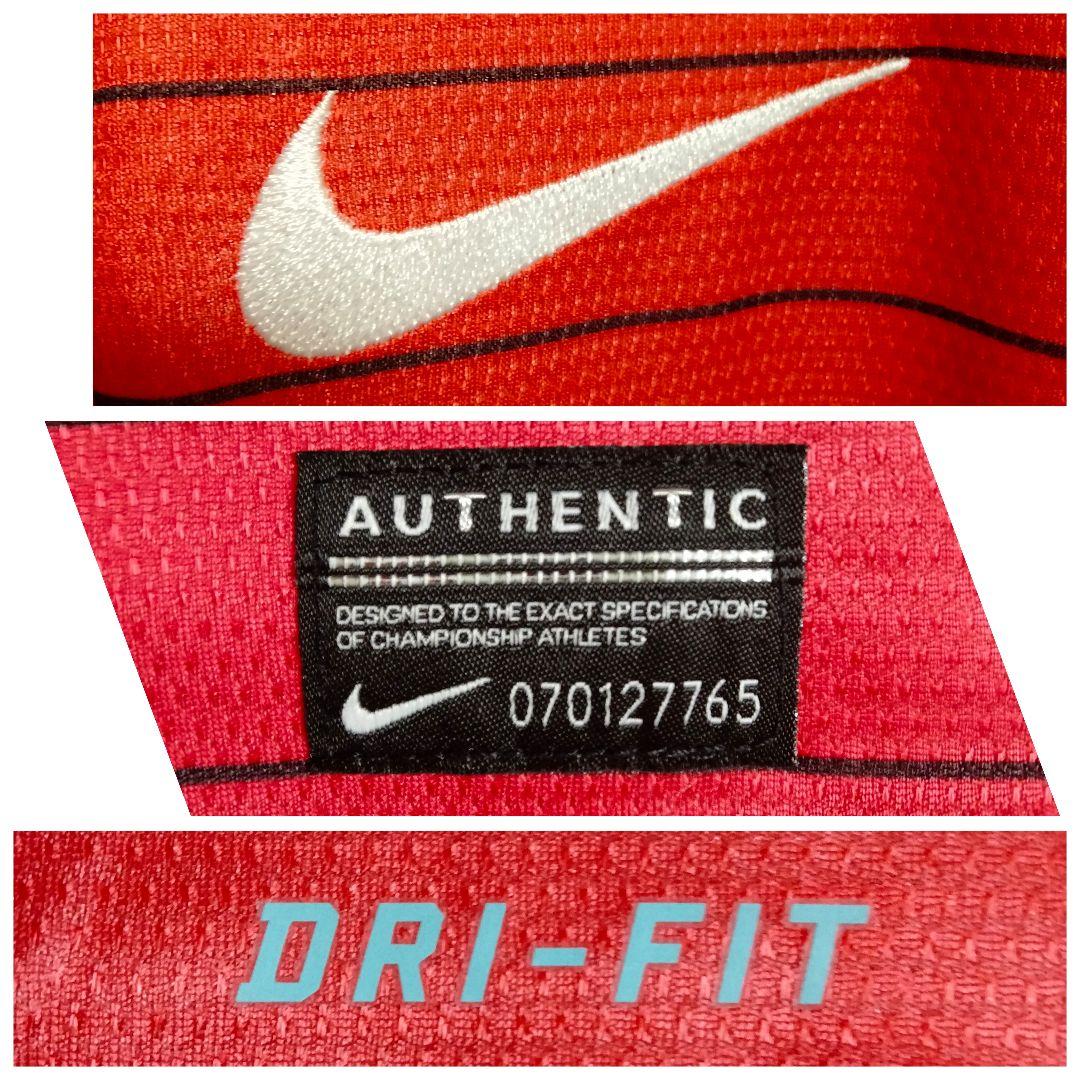 AUTHENTIC
DESIGNED TO THE EXACT SPECIFICATIONS
OF CHAMPIONSHIP ATHLETES
070127765
DRI-FIT